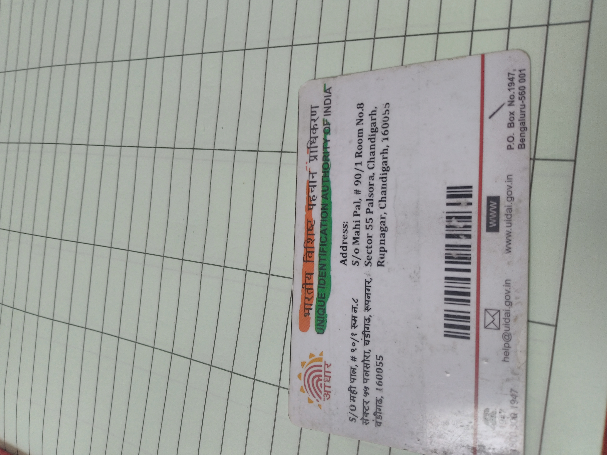 भारतीय विशिष्ट पहचान प्राधिकरण
UNIQUE IDENTIFICATION AUTHORITY OF INDIA
आधार
S/O मही पाल, # ९०/१ रूम न.८
सेक्टर ५५ पलसोरा, चंडीगढ़, रूपनगर,
चंडीगढ़, 160055
Address:
S/o Mahi Pal, # 90/1 Room No.8
Sector 55 Palsora, Chandigarh,
Rupnagar, Chandigarh, 160055
1947
help@uidai.gov.in
WWW
www.uidai.gov.in
P.O. Box No.1947,
Bengaluru-560 001